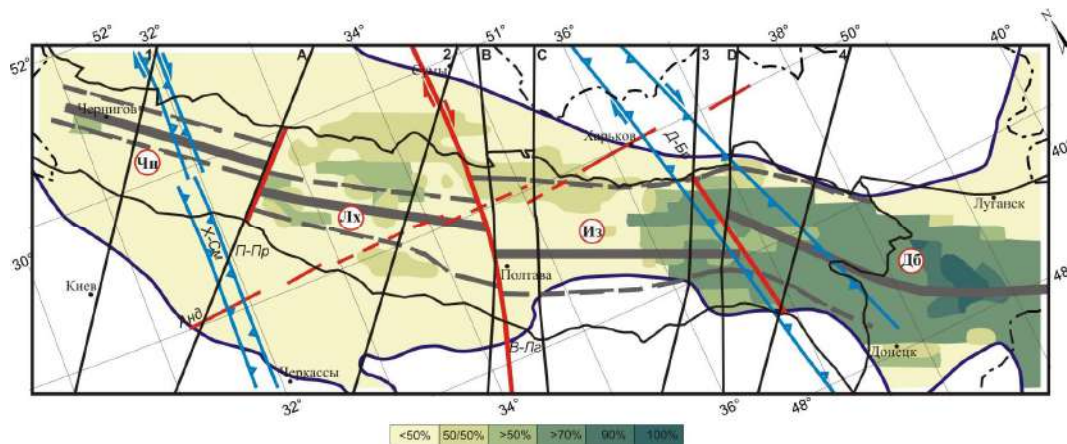 52° 32° 34° 51° 36° 38° 50° 40°
52° 1 A 2 B C 3 D 4
Сумы
Чернигов
Харьков
Д-Бр
40°
Чн
Лх
Из
Дб
Луганск
Х-См
П-Пр
Полтава
30°
Киев
48°
Анд
В-Лг
Донецк
Черкассы
32° 34° 36° 48°
<50% 50/50% >50% >70% 90% 100%